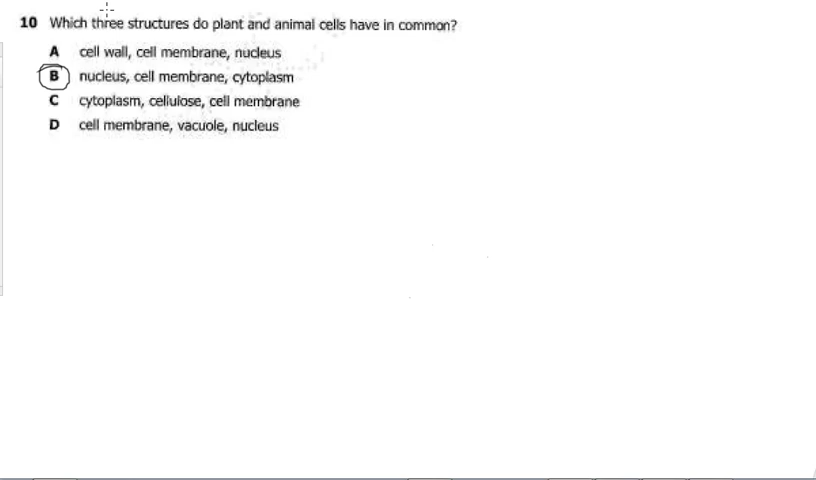 10 Which three structures do plant and animal cells have in common?
A cell wall, cell membrane, nucleus
B nucleus, cell membrane, cytoplasm
C cytoplasm, cellulose, cell membrane
D cell membrane, vacuole, nucleus